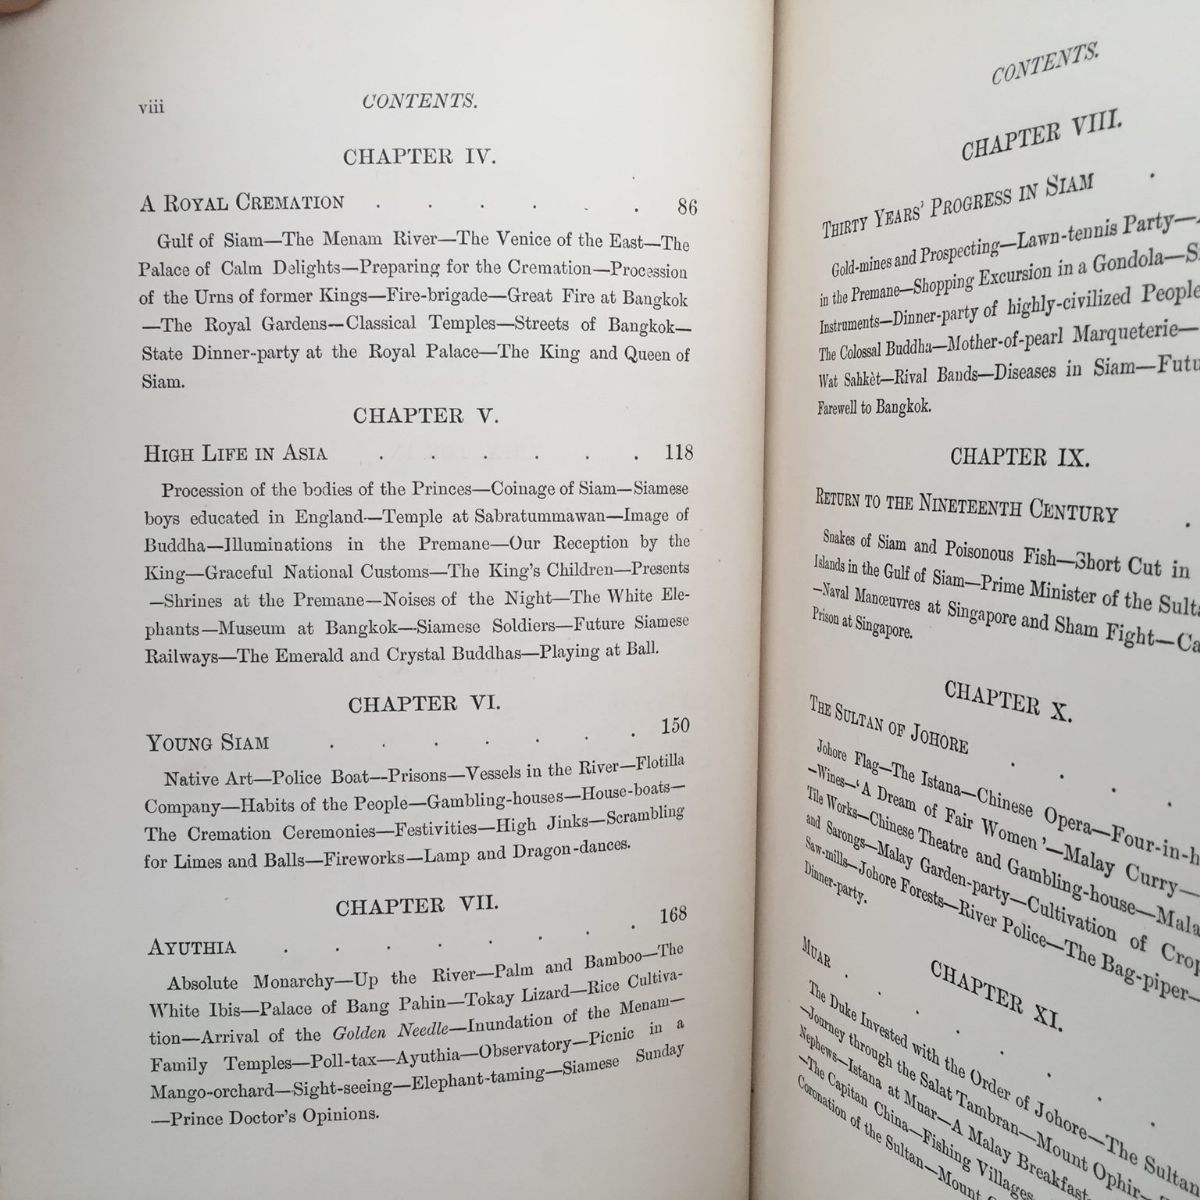 viii CONTENTS.
CHAPTER IV.
A ROYAL CREMATION . . . . . . 86
Gulf of Siam—The Menam River—The Venice of the East—The
Palace of Calm Delights—Preparing for the Cremation—Procession
of the Urns of former Kings—Fire-brigade—Great Fire at Bangkok
—The Royal Gardens—Classical Temples—Streets of Bangkok—
State Dinner-party at the Royal Palace—The King and Queen of
Siam.
CHAPTER V.
HIGH LIFE IN ASIA . . . . . . 118
Procession of the bodies of the Princes—Coinage of Siam—Siamese
boys educated in England—Temple at Sabratummawan—Image of
Buddha—Illuminations in the Premane—Our Reception by the
King—Graceful National Customs—The King's Children—Presents
—Shrines at the Premane—Noises of the Night—The White Ele-
phants—Museum at Bangkok—Siamese Soldiers—Future Siamese
Railways—The Emerald and Crystal Buddhas—Playing at Ball.
CHAPTER VI.
YOUNG SIAM . . . . . . . 150
Native Art—Police Boat—Prisons—Vessels in the River—Flotilla
Company—Habits of the People—Gambling-houses—House-boats—
The Cremation Ceremonies—Festivities—High Jinks—Scrambling
for Limes and Balls—Fireworks—Lamp and Dragon-dances.
CHAPTER VII.
AYUTHIA . . . . . . . . 168
Absolute Monarchy—Up the River—Palm and Bamboo—The
White Ibis—Palace of Bang Pahin—Tokay Lizard—Rice Cultiva-
tion—Arrival of the Golden Needle—Inundation of the Menam—
Family Temples—Poll-tax—Ayuthia—Observatory—Picnic in a
Mango-orchard—Sight-seeing—Elephant-taming—Siamese Sunday
—Prince Doctor's Opinions.
CONTENTS.
CHAPTER VIII.
THIRTY YEARS' PROGRESS IN SIAM .
Gold-mines and Prospecting—Lawn-tennis Party—
in the Premane—Shopping Excursion in a Gondola—
Instruments—Dinner-party of highly-civilized People
The Colossal Buddha—Mother-of-pearl Marqueterie—
Wat Sahkèt—Rival Bands—Diseases in Siam—
Farewell to Bangkok.
CHAPTER IX.
RETURN TO THE NINETEENTH CENTURY .
Snakes of Siam and Poisonous Fish—Short Cut in
Islands in the Gulf of Siam—Prime Minister of the
—Naval Manœuvres at Singapore and Sham Fight—
Prison at Singapore.
CHAPTER X.
THE SULTAN OF JOHORE . . . .
Johore Flag—The Istana—Chinese Opera—Four-in-h
—Wines—'A Dream of Fair Women'—Malay Curry—
Tile Works—Chinese Theatre and Gambling-house—
and Sarongs—Malay Garden-party—Cultivation of
Saw-mills—Johore Forests—River Police—The Bag-piper—
Dinner-party.
CHAPTER XI.
MUAR . . . . . . .
The Duke Invested with the Order of Johore—The Sultan
—Journey through the Salat Tambran—Mount Ophir—
Nephews—Istana at Muar—A Malay Breakfast
—The Capitan China—Fishing Villages
Coronation of the Sultan—Mount